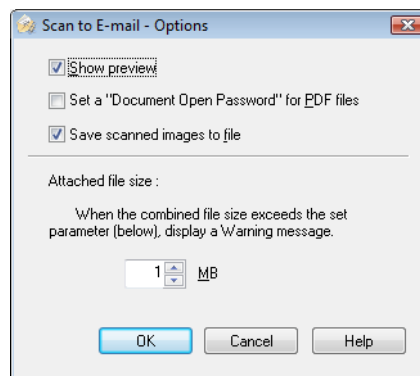 Scan to E-mail - Options
Show preview
Set a "Document Open Password" for PDF files
Save scanned images to file
Attached file size :
When the combined file size exceeds the set
parameter (below), display a Warning message.
1 MB
OK Cancel Help